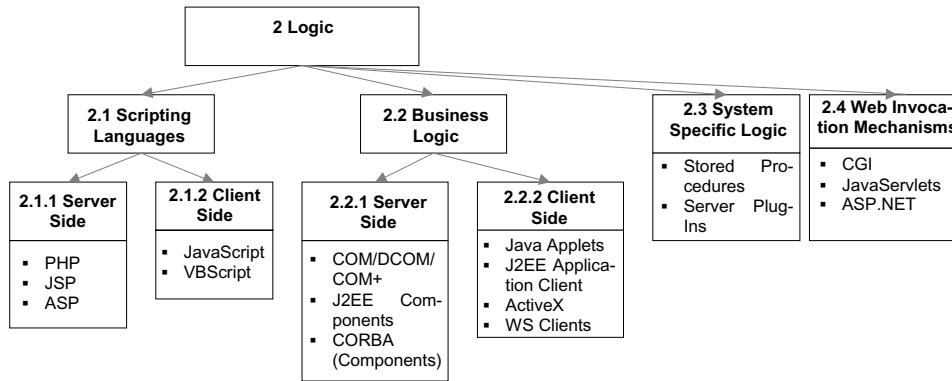 2 Logic
2.1 Scripting
Languages
2.2 Business
Logic
2.3 System
Specific Logic
▪ Stored Pro-
cedures
▪ Server Plug-
Ins
2.4 Web Invoca-
tion Mechanisms
▪ CGI
▪ JavaServlets
▪ ASP.NET
2.1.1 Server
Side
▪ PHP
▪ JSP
▪ ASP
2.1.2 Client
Side
▪ JavaScript
▪ VBScript
2.2.1 Server
Side
▪ COM/DCOM/
COM+
▪ J2EE Com-
ponents
▪ CORBA
(Components)
2.2.2 Client
Side
▪ Java Applets
▪ J2EE Applica-
tion Client
▪ ActiveX
▪ WS Clients